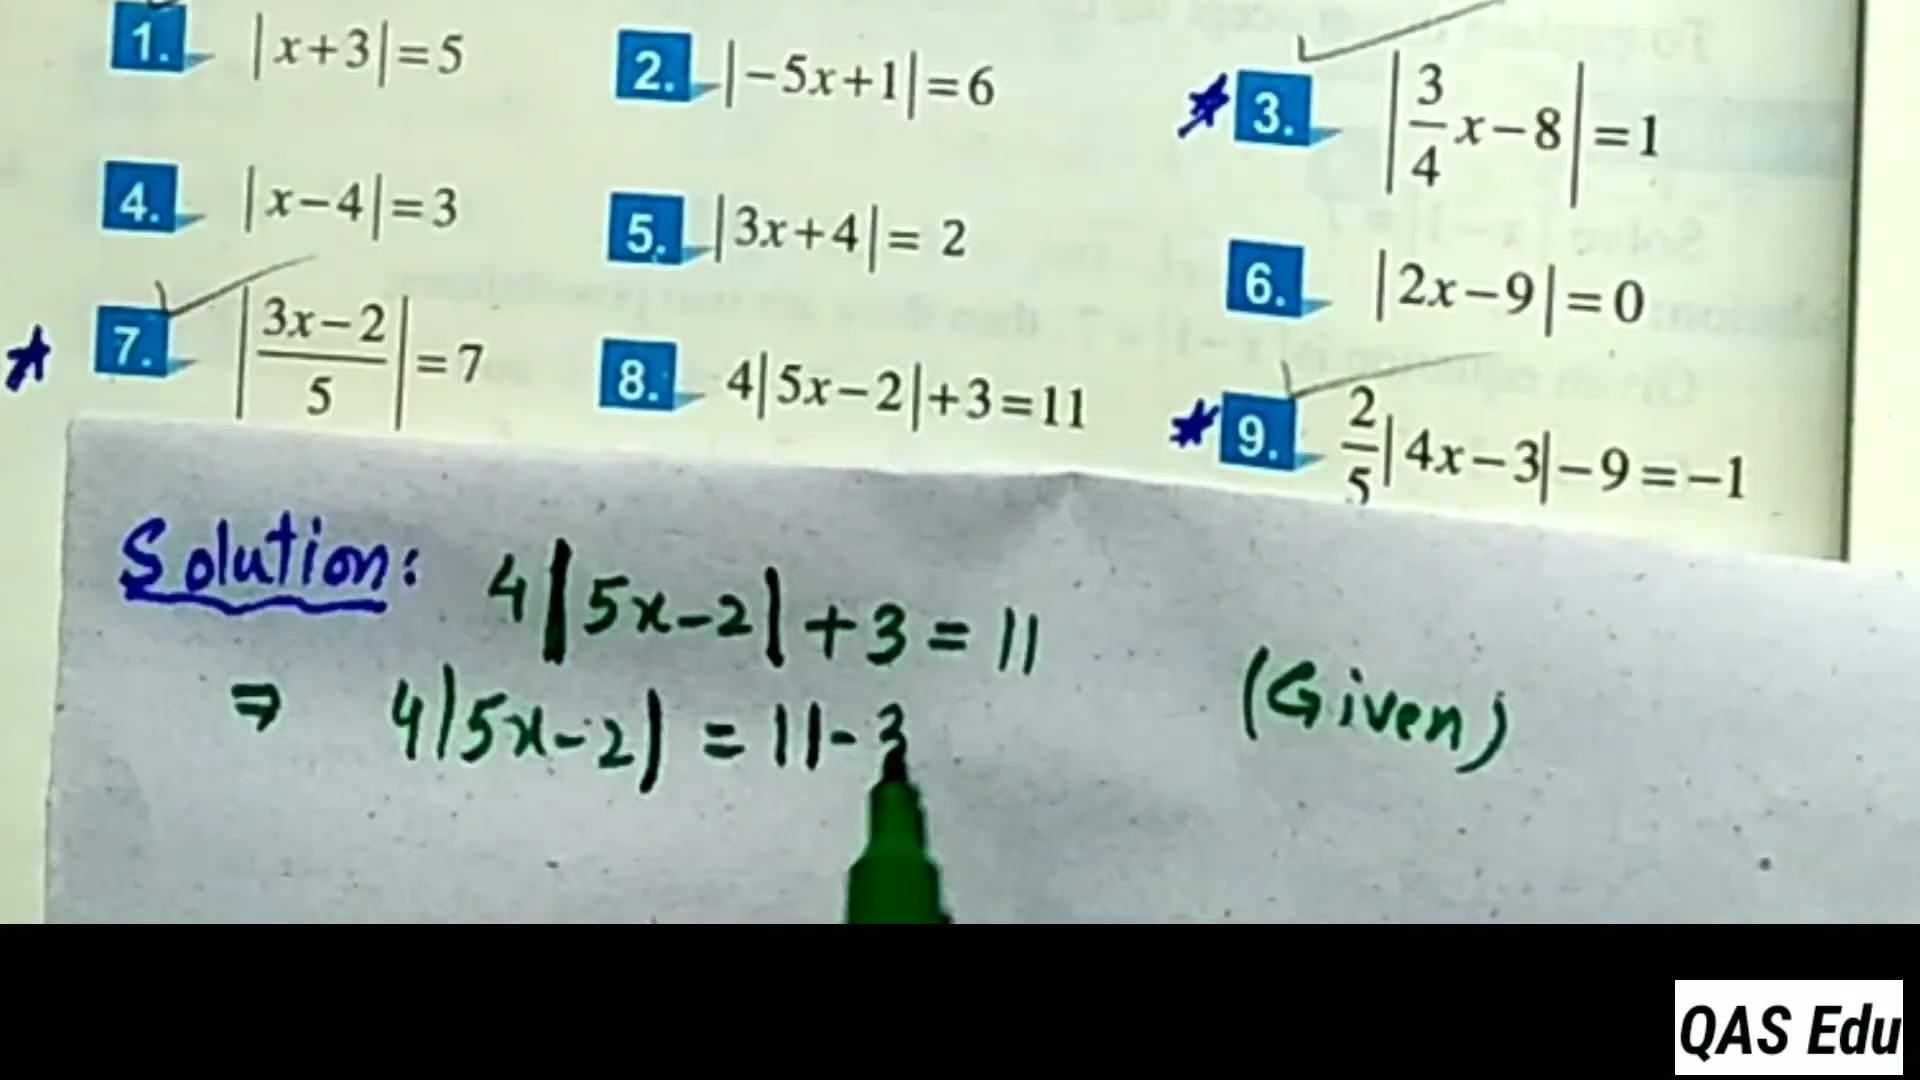 1. |x+3|=5
2. |-5x+1|=6
3. |3/4 x-8|=1
4. |x-4|=3
5. |3x+4|= 2
6. |2x-9|=0
7. |(3x-2)/5|=7
8. 4|5x-2|+3=11
9. 2/5|4x-3|-9=-1
Solution: 4|5x-2|+3=11
⇒ 4|5x-2| = 11-3 (Given)
QAS Edu